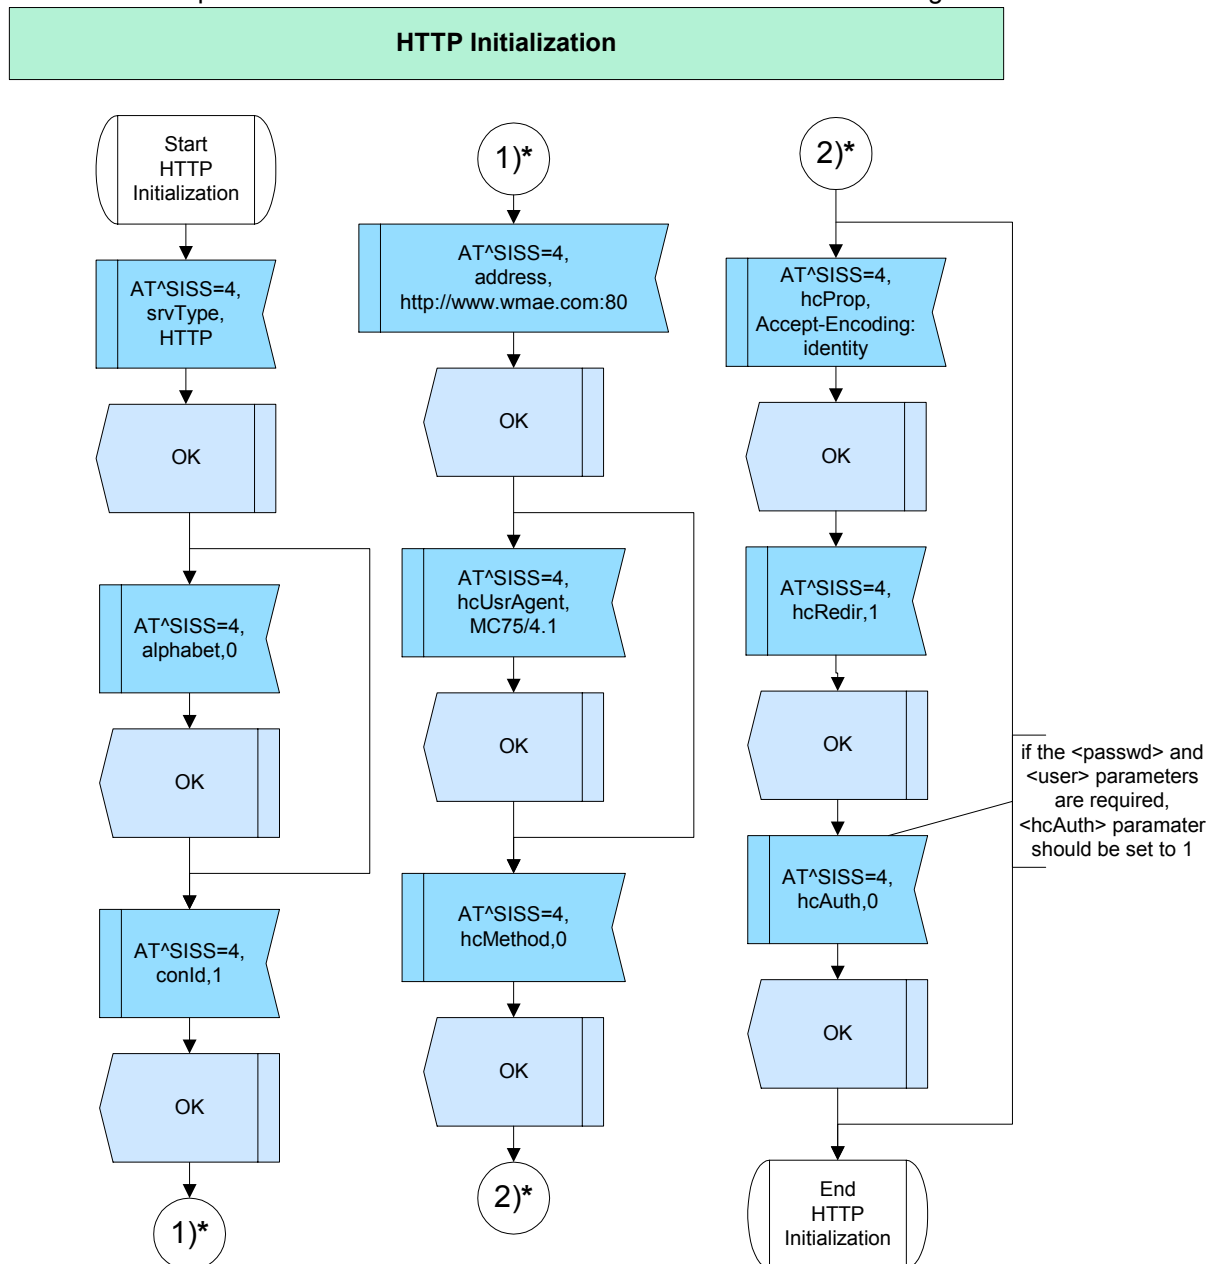 HTTP Initialization
Start
HTTP
Initialization
AT^SISS=4,
srvType,
HTTP
OK
AT^SISS=4,
alphabet,0
OK
AT^SISS=4,
conId,1
OK
1)*
1)*
AT^SISS=4,
address,
http://www.wmae.com:80
OK
AT^SISS=4,
hcUsrAgent,
MC75/4.1
OK
AT^SISS=4,
hcMethod,0
OK
2)*
2)*
AT^SISS=4,
hcProp,
Accept-Encoding:
identity
OK
AT^SISS=4,
hcRedir,1
OK
AT^SISS=4,
hcAuth,0
OK
End
HTTP
Initialization
if the <passwd> and
<user> parameters
are required,
<hcAuth> paramater
should be set to 1